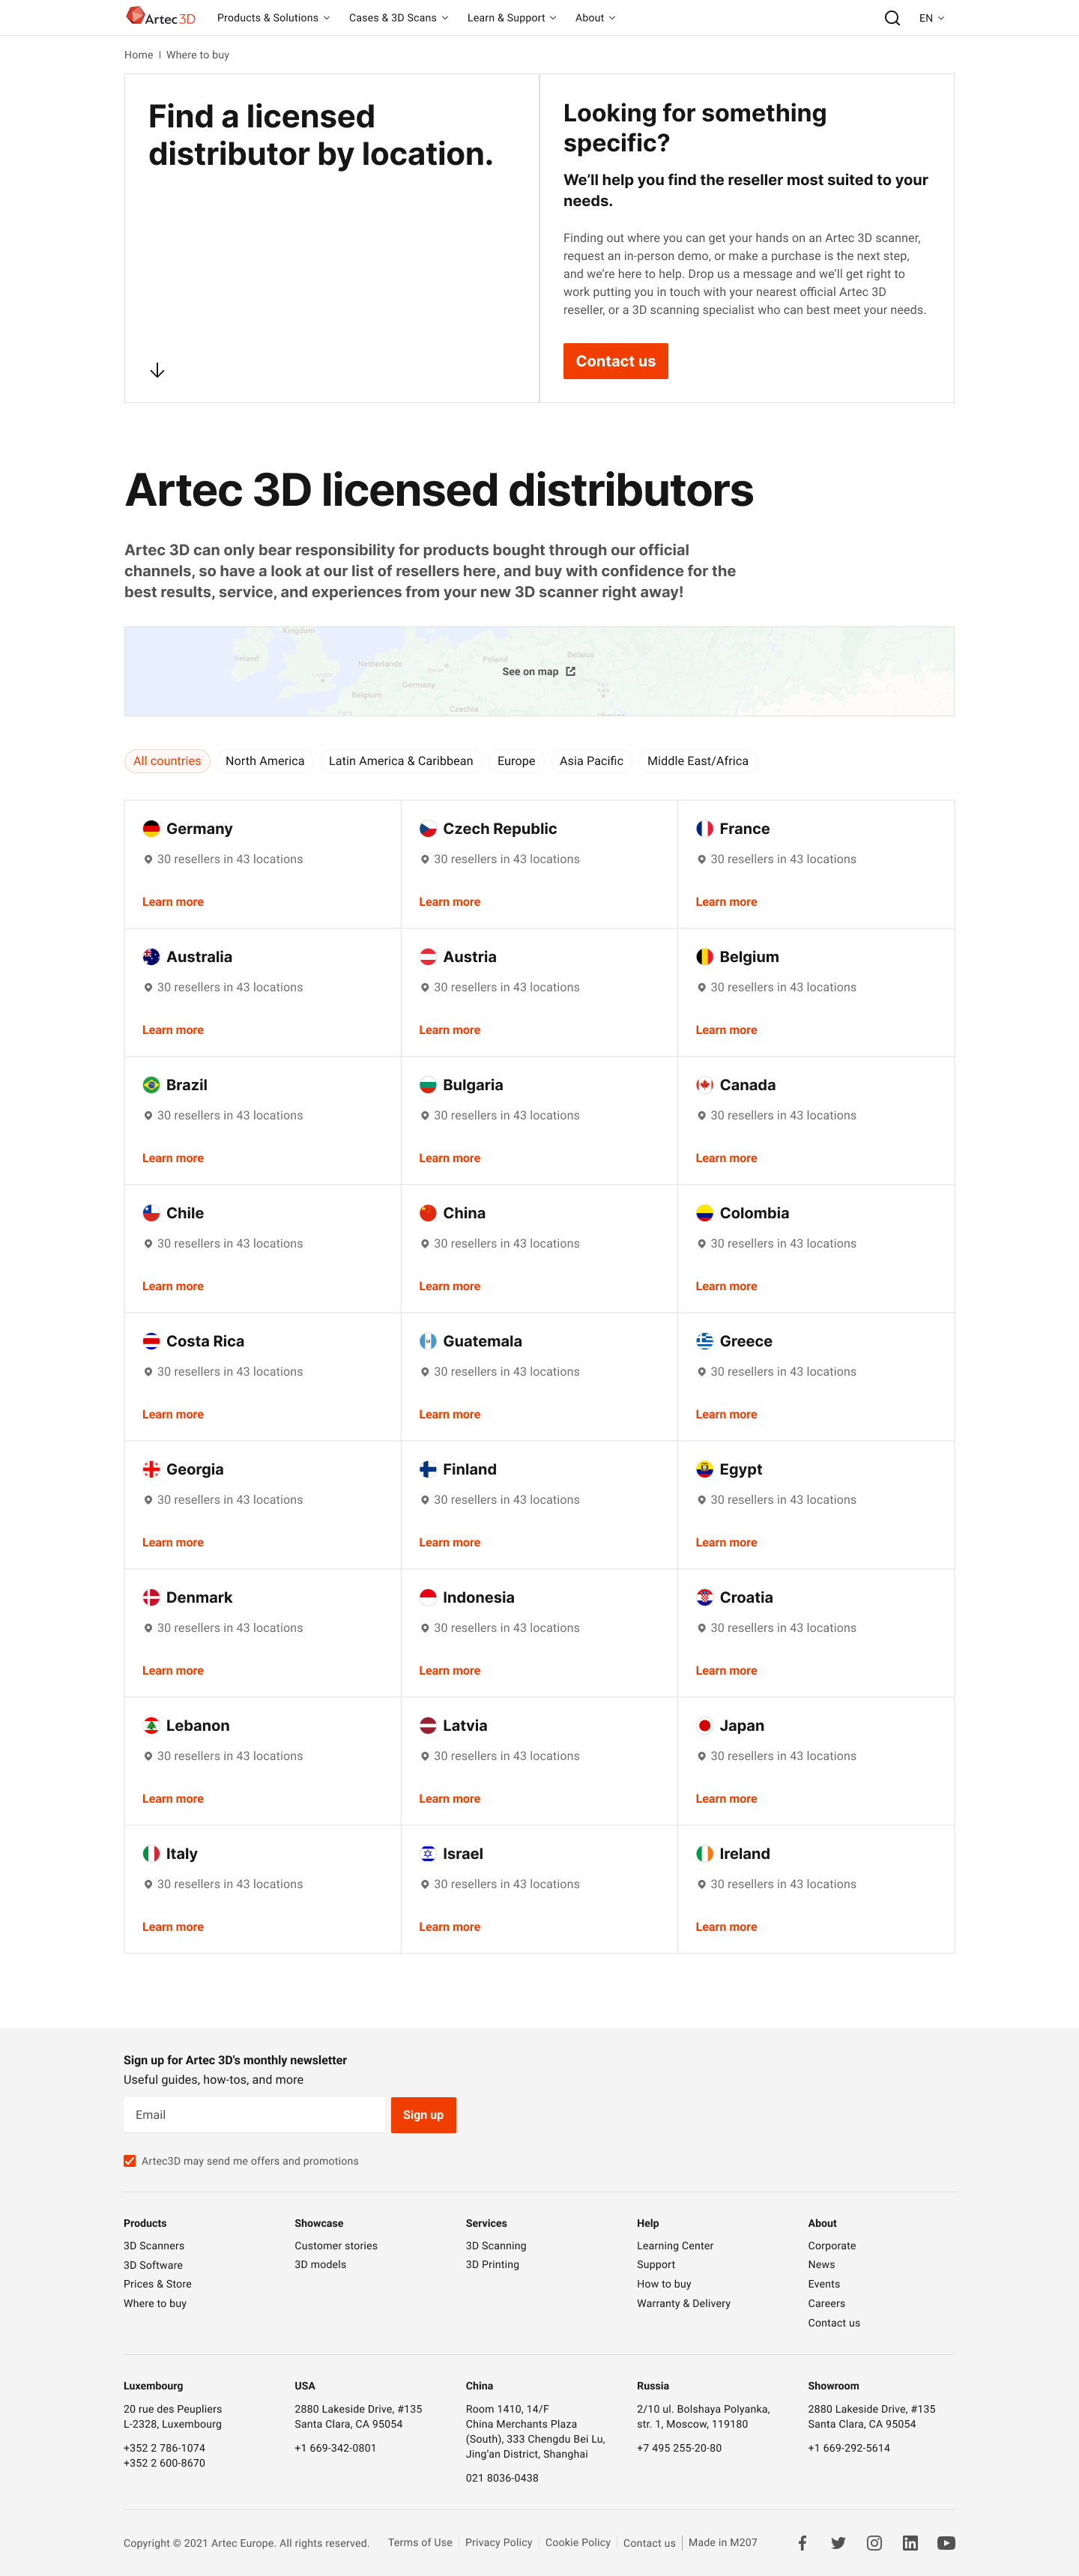 Artec 3D
Products & Solutions
Cases & 3D Scans
Learn & Support
About
EN
Home | Where to buy
Find a licensed
distributor by location.
Looking for something
specific?
We’ll help you find the reseller most suited to your
needs.
Finding out where you can get your hands on an Artec 3D scanner,
request an in-person demo, or make a purchase is the next step,
and we’re here to help. Drop us a message and we’ll get right to
work putting you in touch with your nearest official Artec 3D
reseller, or a 3D scanning specialist who can best meet your needs.
Contact us
Artec 3D licensed distributors
Artec 3D can only bear responsibility for products bought through our official
channels, so have a look at our list of resellers here, and buy with confidence for the
best results, service, and experiences from your new 3D scanner right away!
Kingdom
Ireland
London
Netherlands
Belgium
Germany
Poland
Belarus
Czechia
See on map
All countries
North America
Latin America & Caribbean
Europe
Asia Pacific
Middle East/Africa
Germany
30 resellers in 43 locations
Learn more
Czech Republic
30 resellers in 43 locations
Learn more
France
30 resellers in 43 locations
Learn more
Australia
30 resellers in 43 locations
Learn more
Austria
30 resellers in 43 locations
Learn more
Belgium
30 resellers in 43 locations
Learn more
Brazil
30 resellers in 43 locations
Learn more
Bulgaria
30 resellers in 43 locations
Learn more
Canada
30 resellers in 43 locations
Learn more
Chile
30 resellers in 43 locations
Learn more
China
30 resellers in 43 locations
Learn more
Colombia
30 resellers in 43 locations
Learn more
Costa Rica
30 resellers in 43 locations
Learn more
Guatemala
30 resellers in 43 locations
Learn more
Greece
30 resellers in 43 locations
Learn more
Georgia
30 resellers in 43 locations
Learn more
Finland
30 resellers in 43 locations
Learn more
Egypt
30 resellers in 43 locations
Learn more
Denmark
30 resellers in 43 locations
Learn more
Indonesia
30 resellers in 43 locations
Learn more
Croatia
30 resellers in 43 locations
Learn more
Lebanon
30 resellers in 43 locations
Learn more
Latvia
30 resellers in 43 locations
Learn more
Japan
30 resellers in 43 locations
Learn more
Italy
30 resellers in 43 locations
Learn more
Israel
30 resellers in 43 locations
Learn more
Ireland
30 resellers in 43 locations
Learn more
Sign up for Artec 3D's monthly newsletter
Useful guides, how-tos, and more
Email
Sign up
Artec3D may send me offers and promotions
Products
3D Scanners
3D Software
Prices & Store
Where to buy
Showcase
Customer stories
3D models
Services
3D Scanning
3D Printing
Help
Learning Center
Support
How to buy
Warranty & Delivery
About
Corporate
News
Events
Careers
Contact us
Luxembourg
20 rue des Peupliers
L-2328, Luxembourg
+352 2 786-1074
+352 2 600-8670
USA
2880 Lakeside Drive, #135
Santa Clara, CA 95054
+1 669-342-0801
China
Room 1410, 14/F
China Merchants Plaza
(South), 333 Chengdu Bei Lu,
Jing’an District, Shanghai
021 8036-0438
Russia
2/10 ul. Bolshaya Polyanka,
str. 1, Moscow, 119180
+7 495 255-20-80
Showroom
2880 Lakeside Drive, #135
Santa Clara, CA 95054
+1 669-292-5614
Copyright © 2021 Artec Europe. All rights reserved.
Terms of Use
Privacy Policy
Cookie Policy
Contact us
Made in M207